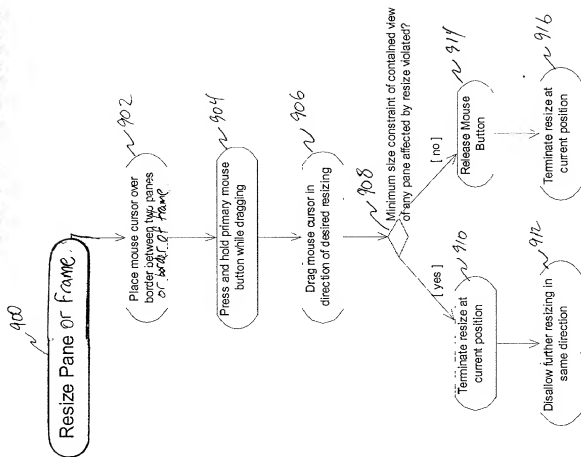 900
Resize Pane or Frame.
902
Place mouse cursor over
border between two panes
or border of frame
904
Press and hold primary mouse
button while dragging
906
Drag mouse cursor in
direction of desired resizing
908
Minimum size constraint of contained view
of any pane affected by resize violated?
[yes]
[no]
910
Terminate resize at
current position
914
Release Mouse
Button
912
Disallow further resizing in
same direction
916
Terminate resize at
current position